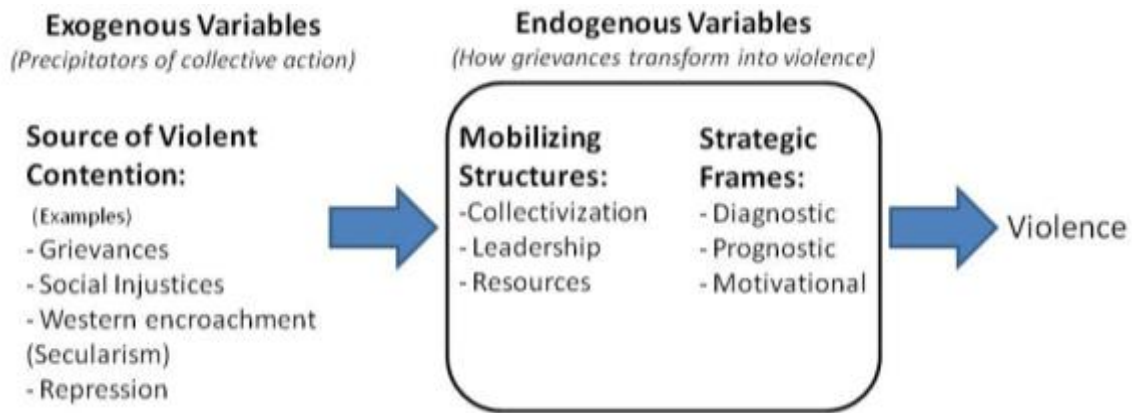 Exogenous Variables
(Precipitators of collective action)
Source of Violent
Contention:
(Examples)
- Grievances
- Social Injustices
- Western encroachment
(Secularism)
- Repression
Endogenous Variables
(How grievances transform into violence)
Mobilizing
Structures:
-Collectivization
- Leadership
- Resources
Strategic
Frames:
- Diagnostic
- Prognostic
- Motivational
Violence